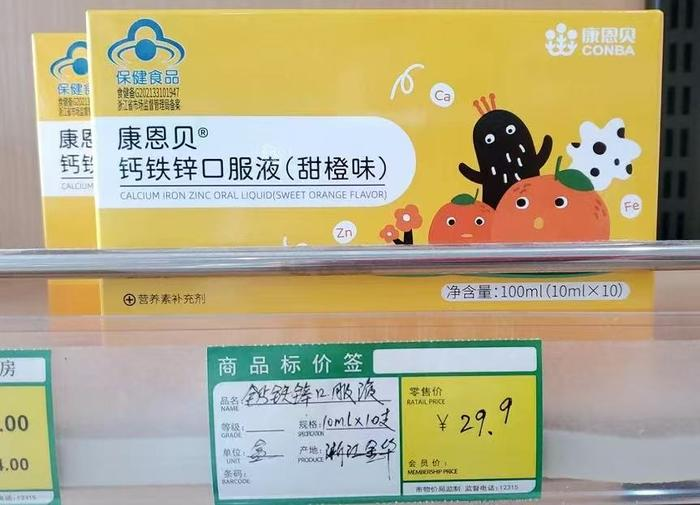 保健食品
食健备G202133101947
浙江省市场监督管理局备案
康恩贝
CONBA
康恩贝®
钙铁锌口服液(甜橙味)
CALCIUM IRON ZINC ORAL LIQUID(SWEET ORANGE FLAVOR)
Ca
Zn
Fe
营养素补充剂
净含量:100ml(10ml×10)
房
.00
4.00
电话:12315
商品标价签
品名: 钙铁锌口服液
NAME
等级:
GRADE
规格: 10ml×10支
SPECIFICATION
单位: 盒
UNIT
产地: 浙江金华
PRODUCE
条码:
BARCODE
零售价:
RATAIL PRICE
¥ 29.9
会员价:
MEMBERSHIP PRICE
市物价局监制 监督电话:12315